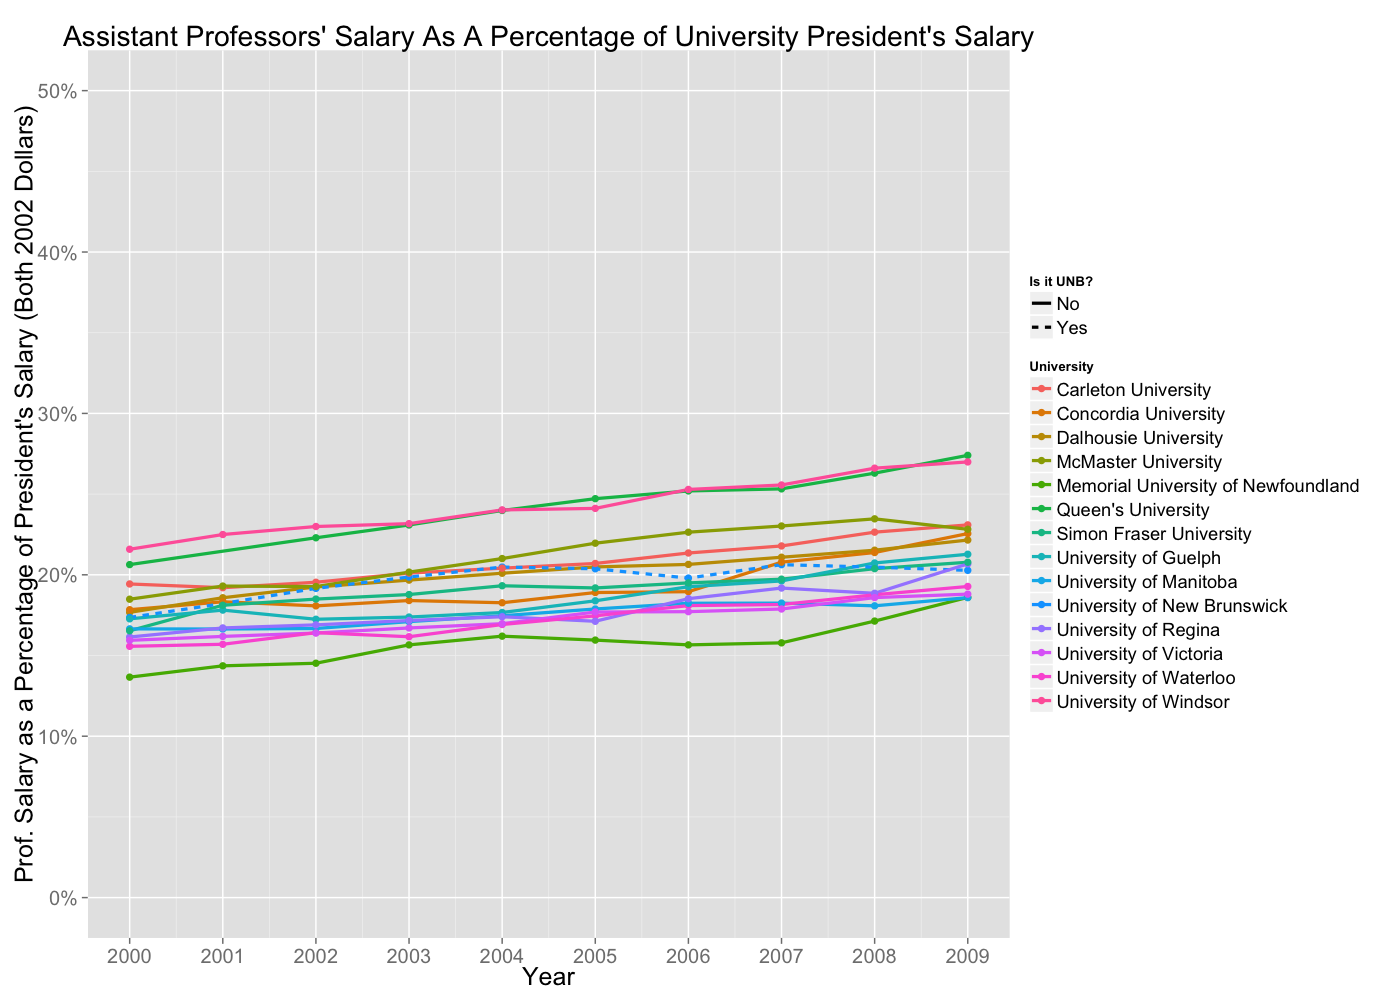 Assistant Professors' Salary As A Percentage of University President's Salary
Prof. Salary as a Percentage of President's Salary (Both 2002 Dollars)
50%
40%
30%
20%
10%
0%
2000 2001 2002 2003 2004 2005 2006 2007 2008 2009
Year
Is it UNB?
No
Yes
University
Carleton University
Concordia University
Dalhousie University
McMaster University
Memorial University of Newfoundland
Queen's University
Simon Fraser University
University of Guelph
University of Manitoba
University of New Brunswick
University of Regina
University of Victoria
University of Waterloo
University of Windsor